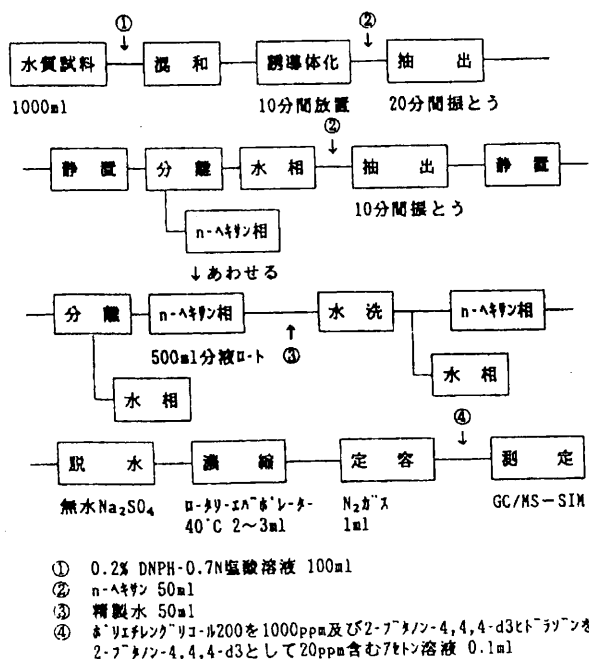 ① ②
水質試料 混 和 誘導体化 抽 出
1000ml 10分間放置 20分間振とう
②
静 置 分 離 水 相 抽 出 静 置
10分間振とう
n-ヘキサン相
↓あわせる
分 離 n-ヘキサン相 水 洗 n-ヘキサン相
500ml分液ロート ③
水 相 水 相
④
脱 水 濃 縮 定 容 測 定
無水Na₂SO₄ ロータリーエバポレーター N₂ガス GC/MS-SIM
40°C 2~3ml 1ml
① 0.2% DNPH-0.7N塩酸溶液 100ml
② n-ヘキサン 50ml
③ 精製水 50ml
④ ポリエチレングリコール200を1000ppm及び2-ブタノン-4,4,4-d3ヒドラゾンを
2-ブタノン-4,4,4-d3として20ppm含むアセトン溶液 0.1ml